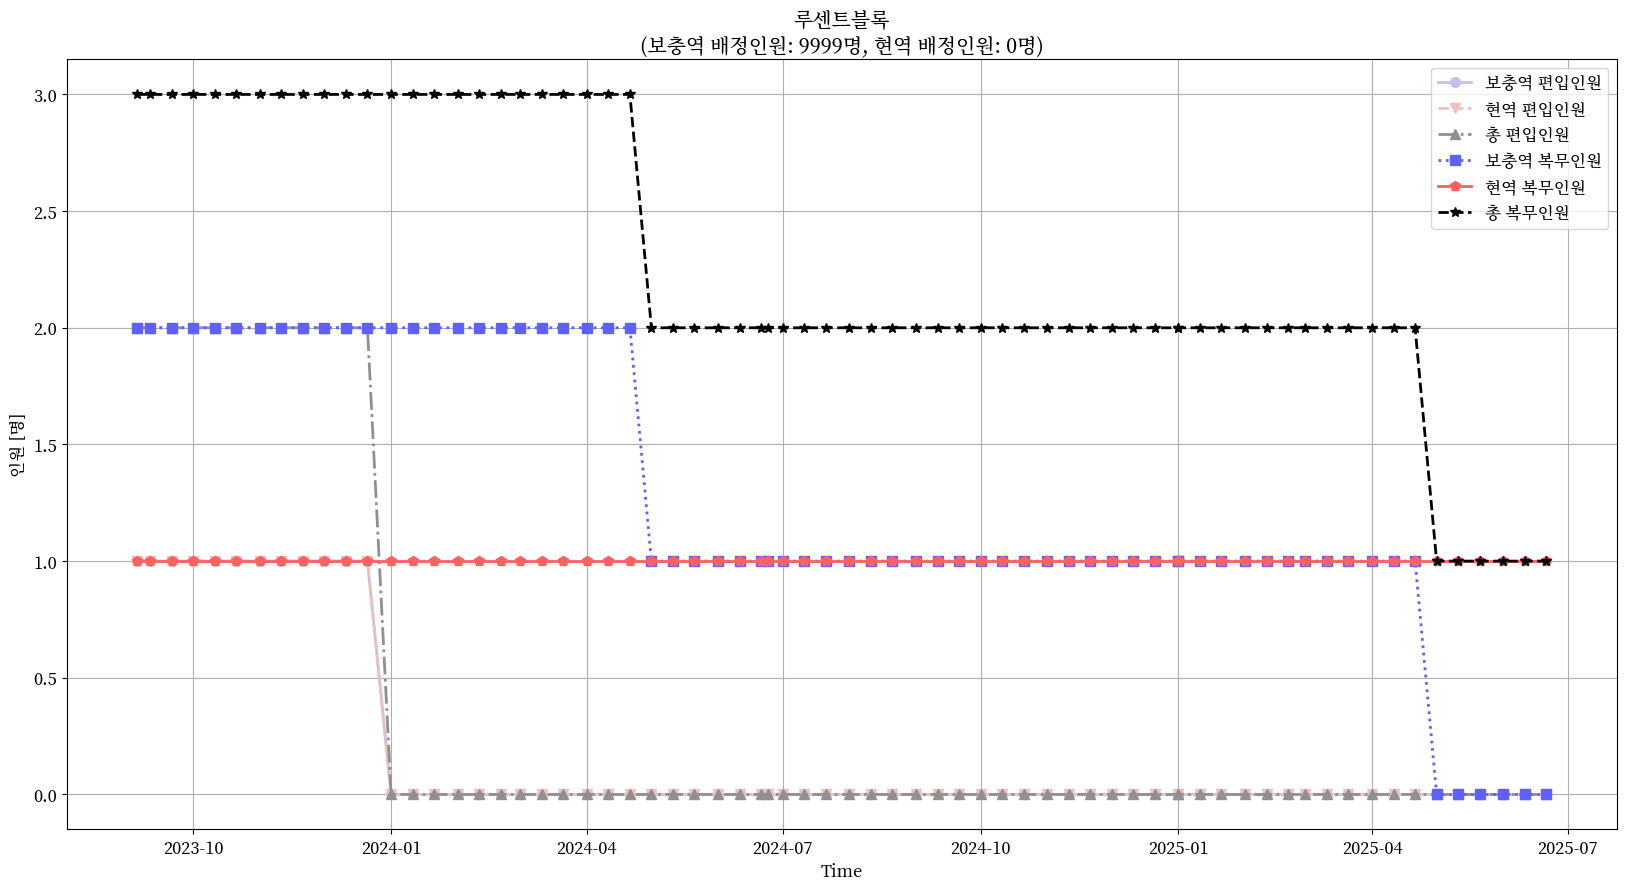 루센트블록
(보충역 배정인원: 9999명, 현역 배정인원: 0명)
보충역 편입인원
현역 편입인원
총 편입인원
보충역 복무인원
현역 복무인원
총 복무인원
3.0
2.5
2.0
1.5
1.0
0.5
0.0
인원 [명]
2023-10
2024-01
2024-04
2024-07
2024-10
2025-01
2025-04
2025-07
Time